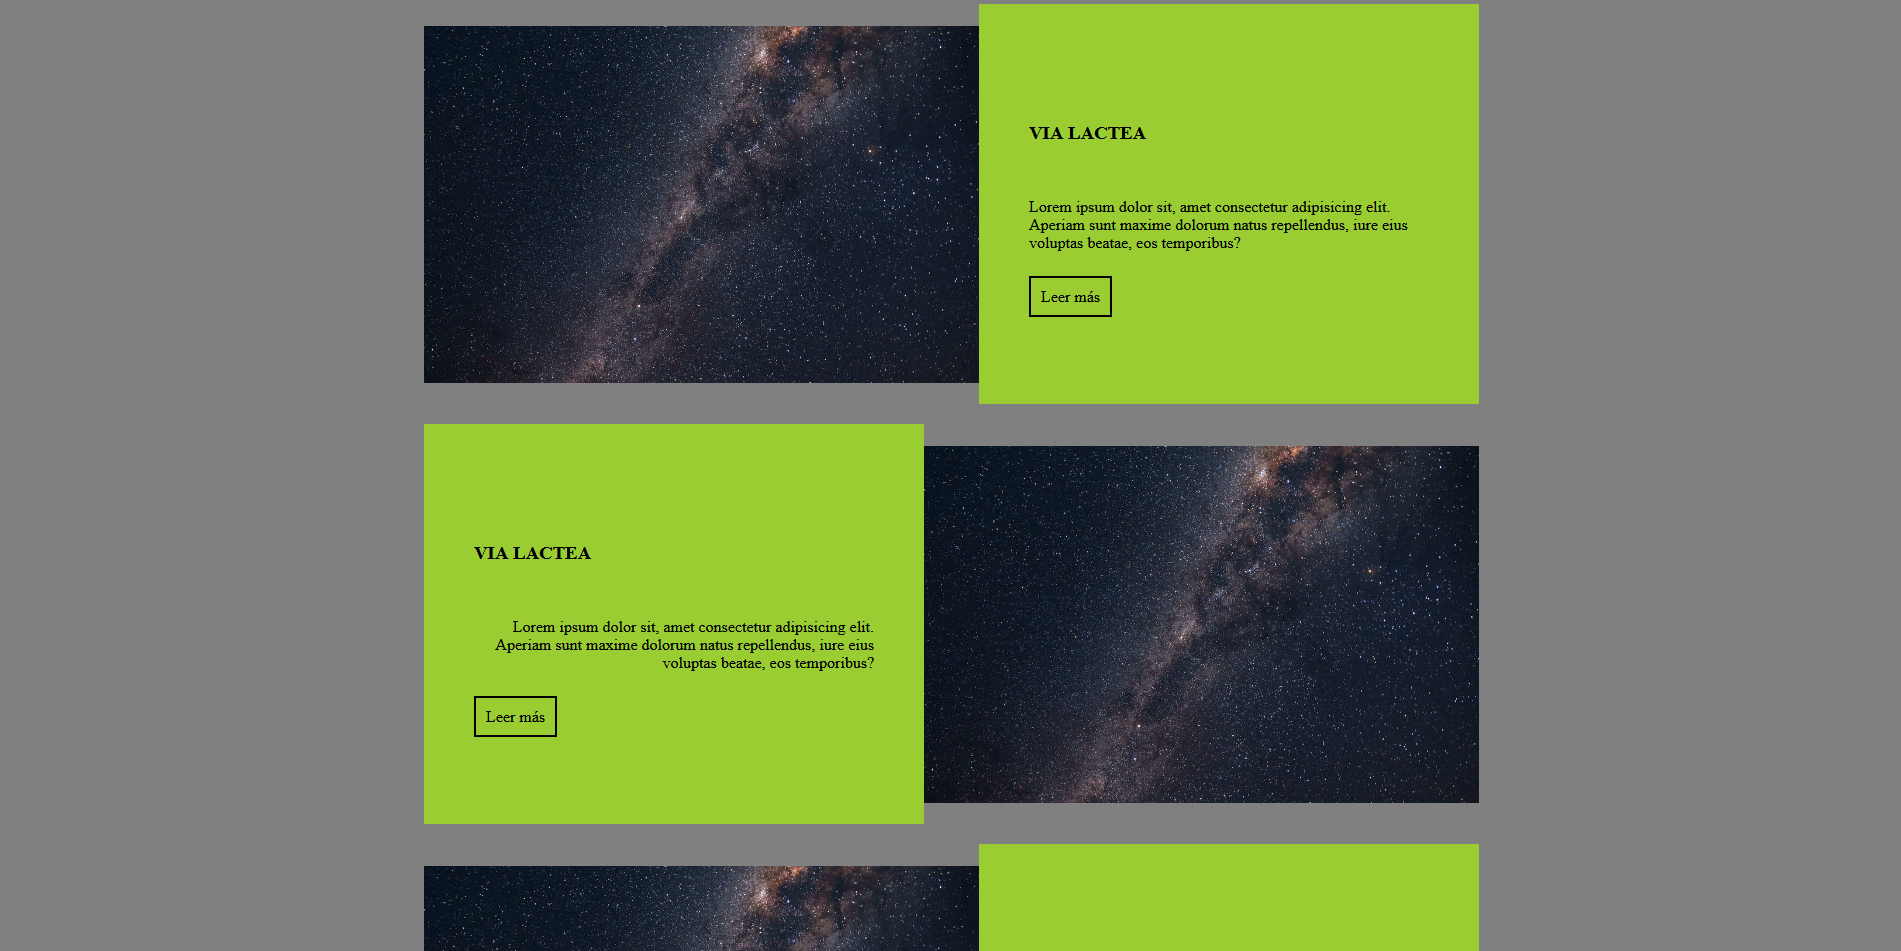 VIA LACTEA
Lorem ipsum dolor sit, amet consectetur adipisicing elit.
Aperiam sunt maxime dolorum natus repellendus, iure eius
voluptas beatae, eos temporibus?
Leer más
VIA LACTEA
Lorem ipsum dolor sit, amet consectetur adipisicing elit.
Aperiam sunt maxime dolorum natus repellendus, iure eius
voluptas beatae, eos temporibus?
Leer más